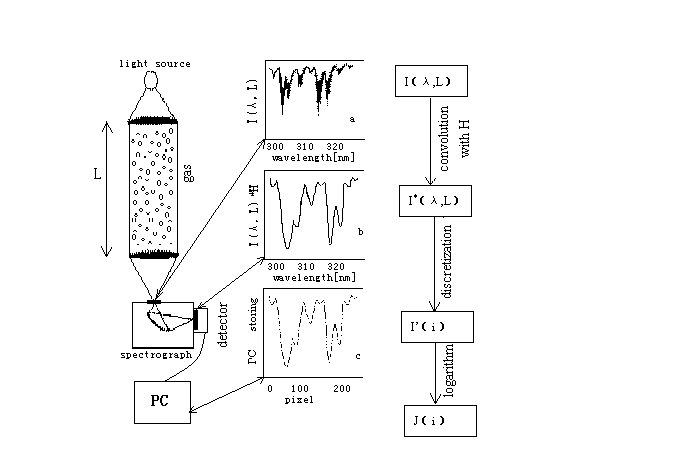 light source
L
gas
spectrograph
detector
PC
I(λ,L)
a
300 310 320
wavelength[nm]
I(λ,L)*H
b
300 310 320
wavelength[nm]
PC storing
c
0 100 200
pixel
I(λ,L)
convolution
with H
I*(λ,L)
discretization
I'(i)
logarithm
J(i)